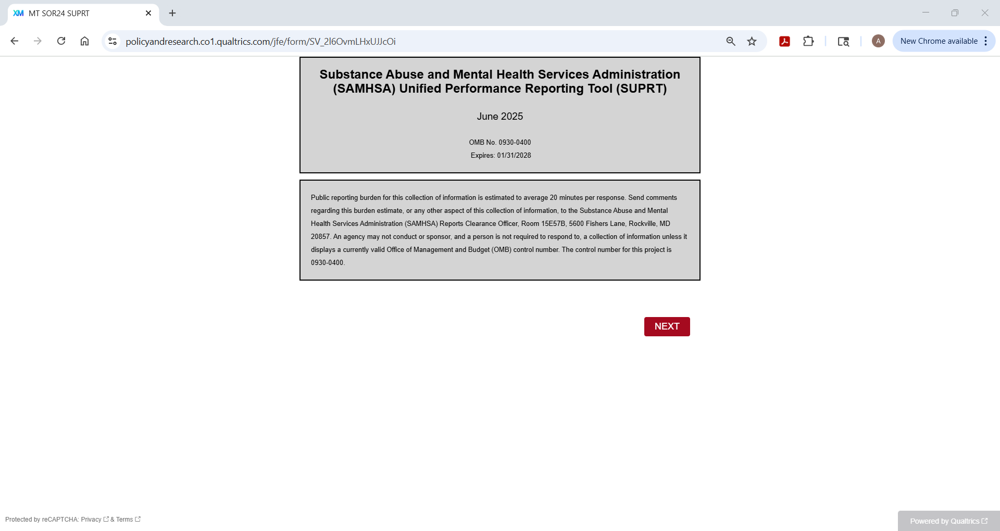 XM MT SOR24 SUPRT
policyandresearch.co1.qualtrics.com/jfe/form/SV_2l6OvmLHxUJJcOi
A
New Chrome available
Substance Abuse and Mental Health Services Administration
(SAMHSA) Unified Performance Reporting Tool (SUPRT)
June 2025
OMB No. 0930-0400
Expires: 01/31/2028
Public reporting burden for this collection of information is estimated to average 20 minutes per response. Send comments
regarding this burden estimate, or any other aspect of this collection of information, to the Substance Abuse and Mental
Health Services Administration (SAMHSA) Reports Clearance Officer, Room 15E57B, 5600 Fishers Lane, Rockville, MD
20857. An agency may not conduct or sponsor, and a person is not required to respond to, a collection of information unless it
displays a currently valid Office of Management and Budget (OMB) control number. The control number for this project is
0930-0400.
NEXT
Protected by reCAPTCHA: Privacy & Terms
Powered by Qualtrics